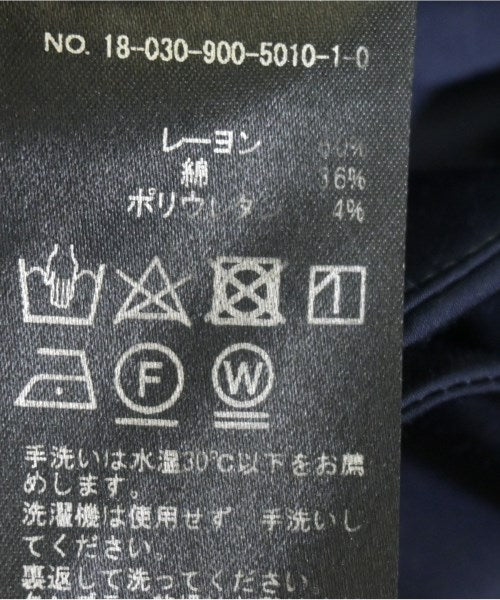 NO. 18-030-900-5010-1-0
レーヨン
綿 36%
ポリウレタン 4%
F
W
手洗いは水温30℃以下をお薦
めします。
洗濯機は使用せず 手洗いし
てください。
裏返して洗ってください。